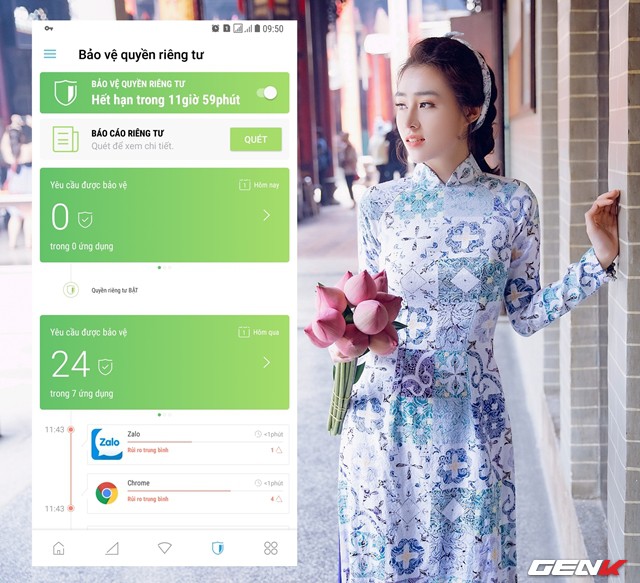 09:50
Bảo vệ quyền riêng tư
BẢO VỆ QUYỀN RIÊNG TƯ
Hết hạn trong 11giờ 59phút
BÁO CÁO RIÊNG TƯ
Quét để xem chi tiết.
QUÉT
Yêu cầu được bảo vệ
1 Hôm nay
0
trong 0 ứng dụng
Quyền riêng tư BẬT
Yêu cầu được bảo vệ
1 Hôm qua
24
trong 7 ứng dụng
11:43
Zalo
Zalo
<1phút
Rủi ro trung bình
1
Chrome
<1phút
Rủi ro trung bình
4
11:43
GENK